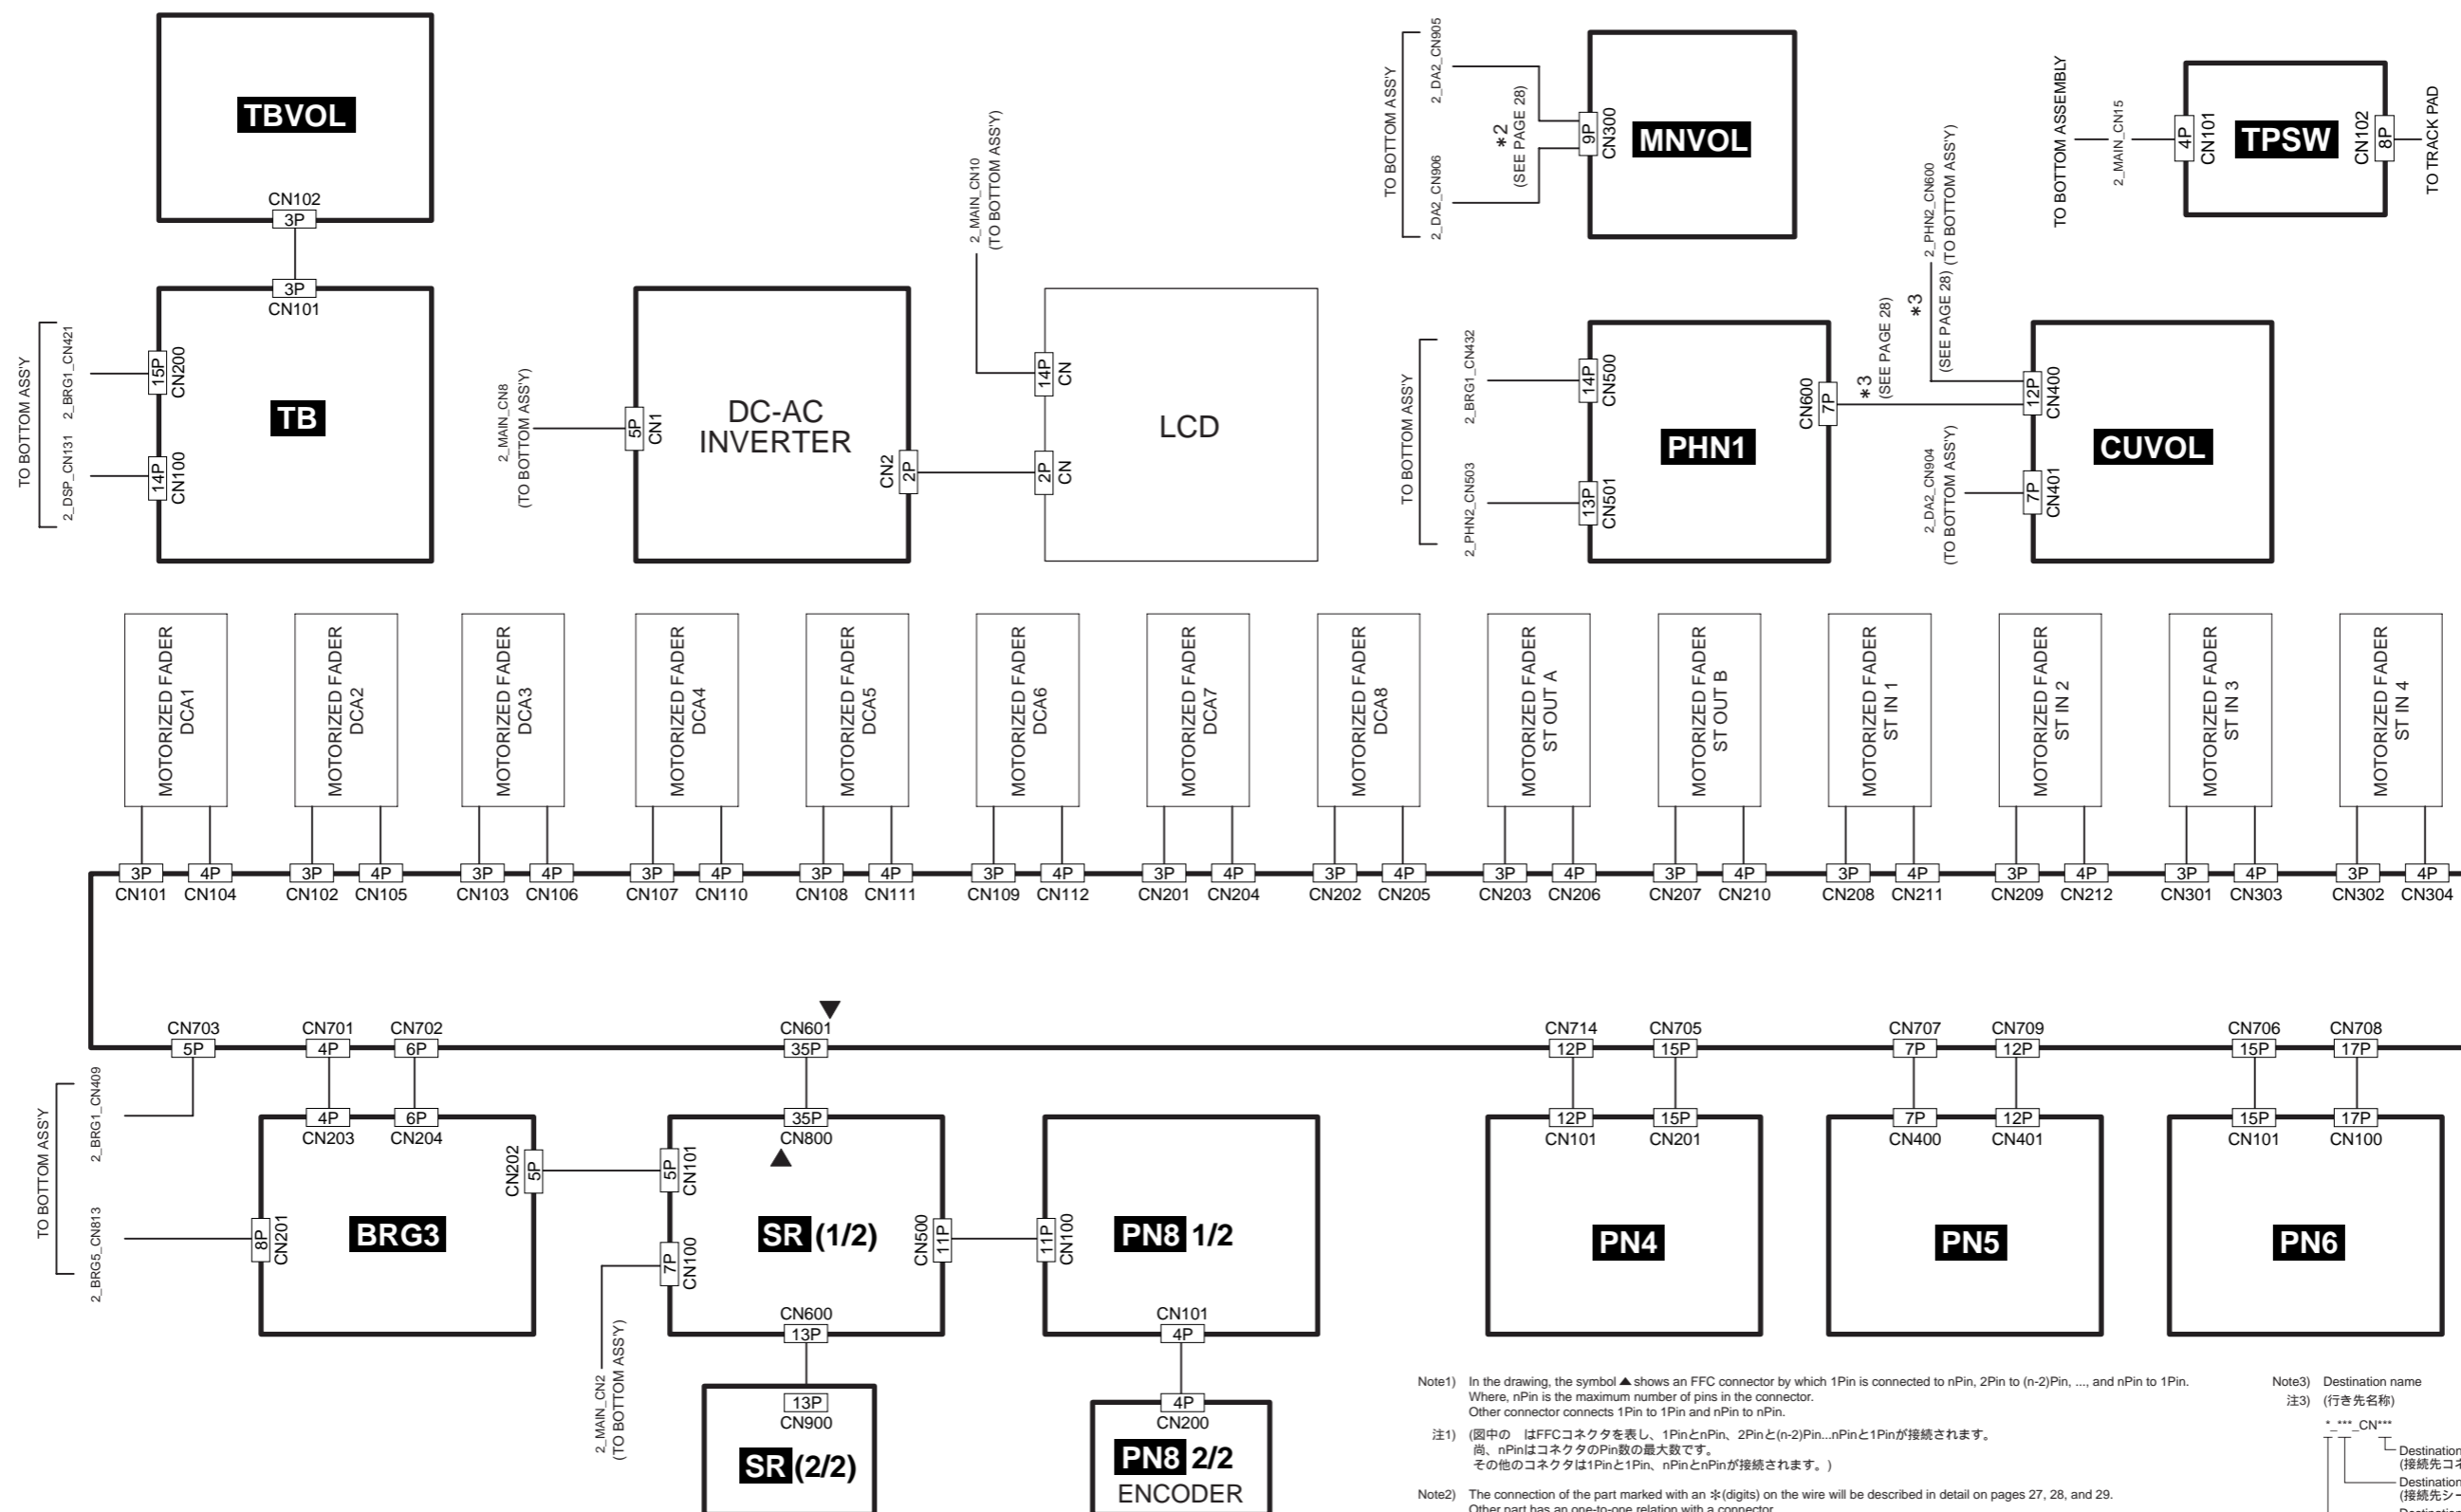 TBVOL
CN102
3P
3P
CN101
TO BOTTOM ASS'Y
2_DSP_CN131
2_BRG1_CN421
15P
CN200
14P
CN100
TB
2_MAIN_CN8
(TO BOTTOM ASS'Y)
5P
CN1
DC-AC
INVERTER
CN2
2P
2_MAIN_CN10
(TO BOTTOM ASS'Y)
14P
CN
2P
CN
LCD
TO BOTTOM ASS'Y
2_DA2_CN905
2_DA2_CN906
*2
(SEE PAGE 28)
9P
CN300
MNVOL
TO BOTTOM ASSEMBLY
2_MAIN_CN15
4P
CN101
TPSW
CN102
8P
TO TRACK PAD
TO BOTTOM ASS'Y
2_BRG1_CN432
2_PHN2_CN503
14P
CN500
13P
CN501
PHN1
CN600
7P
*3
(SEE PAGE 28)
*3
(SEE PAGE 28)
2_PHN2_CN600
(TO BOTTOM ASS'Y)
12P
CN400
2_DA2_CN904
(TO BOTTOM ASS'Y)
7P
CN401
CUVOL
MOTORIZED FADER
DCA1
MOTORIZED FADER
DCA2
MOTORIZED FADER
DCA3
MOTORIZED FADER
DCA4
MOTORIZED FADER
DCA5
MOTORIZED FADER
DCA6
MOTORIZED FADER
DCA7
MOTORIZED FADER
DCA8
MOTORIZED FADER
ST OUT A
MOTORIZED FADER
ST OUT B
MOTORIZED FADER
ST IN 1
MOTORIZED FADER
ST IN 2
MOTORIZED FADER
ST IN 3
MOTORIZED FADER
ST IN 4
3P 4P 3P 4P 3P 4P 3P 4P 3P 4P 3P 4P 3P 4P 3P 4P 3P 4P 3P 4P 3P 4P 3P 4P 3P 4P 3P 4P
CN101 CN104 CN102 CN105 CN103 CN106 CN107 CN110 CN108 CN111 CN109 CN112 CN201 CN204 CN202 CN205 CN203 CN206 CN207 CN210 CN208 CN211 CN209 CN212 CN301 CN303 CN302 CN304
CN703 CN701 CN702 CN601▼ CN714 CN705 CN707 CN709 CN706 CN708
5P 4P 6P 35P 12P 15P 7P 12P 15P 17P
TO BOTTOM ASS'Y
2_BRG1_CN409
2_BRG5_CN813
4P 6P
CN203 CN204
CN202
5P
8P
CN201
BRG3
35P
CN800
▲
5P
CN101
7P
CN100
2_MAIN_CN2
(TO BOTTOM ASS'Y)
SR (1/2)
CN500
11P
CN600
13P
13P
CN900
SR (2/2)
11P
CN100
PN8 1/2
CN101
4P
4P
CN200
PN8 2/2
ENCODER
12P 15P
CN101 CN201
PN4
7P 12P
CN400 CN401
PN5
15P 17P
CN101 CN100
PN6
Note1) In the drawing, the symbol ▲ shows an FFC connector by which 1Pin is connected to nPin, 2Pin to (n-2)Pin, ..., and nPin to 1Pin.
Where, nPin is the maximum number of pins in the connector.
Other connector connects 1Pin to 1Pin and nPin to nPin.
注1) (図中の はFFCコネクタを表し、1PinとnPin、2Pinと(n-2)Pin...nPinと1Pinが接続されます。
尚、nPinはコネクタのPin数の最大数です。
その他のコネクタは1Pinと1Pin、nPinとnPinが接続されます。)
Note2) The connection of the part marked with an *(digits) on the wire will be described in detail on pages 27, 28, and 29.
Other part has an one-to-one relation with a connector.
Note3) Destination name
注3) (行き先名称)
*_***_CN***
Destination
(接続先コネ
Destination
(接続先シー
Destination